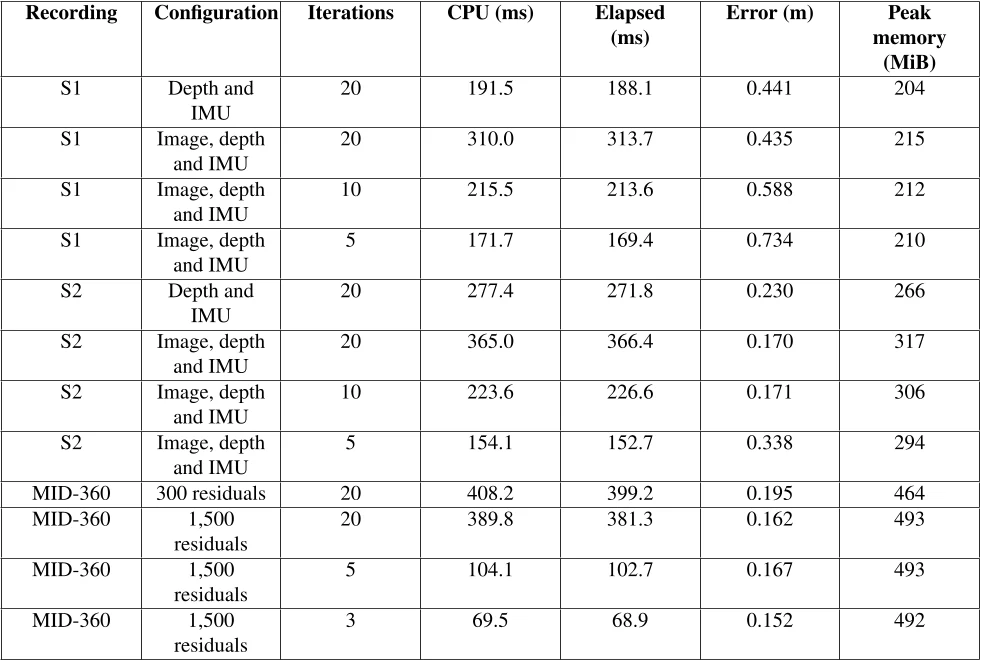 Recording Configuration Iterations CPU (ms) Elapsed (ms) Error (m) Peak memory (MiB)
S1 Depth and IMU 20 191.5 188.1 0.441 204
S1 Image, depth and IMU 20 310.0 313.7 0.435 215
S1 Image, depth and IMU 10 215.5 213.6 0.588 212
S1 Image, depth and IMU 5 171.7 169.4 0.734 210
S2 Depth and IMU 20 277.4 271.8 0.230 266
S2 Image, depth and IMU 20 365.0 366.4 0.170 317
S2 Image, depth and IMU 10 223.6 226.6 0.171 306
S2 Image, depth and IMU 5 154.1 152.7 0.338 294
MID-360 300 residuals 20 408.2 399.2 0.195 464
MID-360 1,500 residuals 20 389.8 381.3 0.162 493
MID-360 1,500 residuals 5 104.1 102.7 0.167 493
MID-360 1,500 residuals 3 69.5 68.9 0.152 492